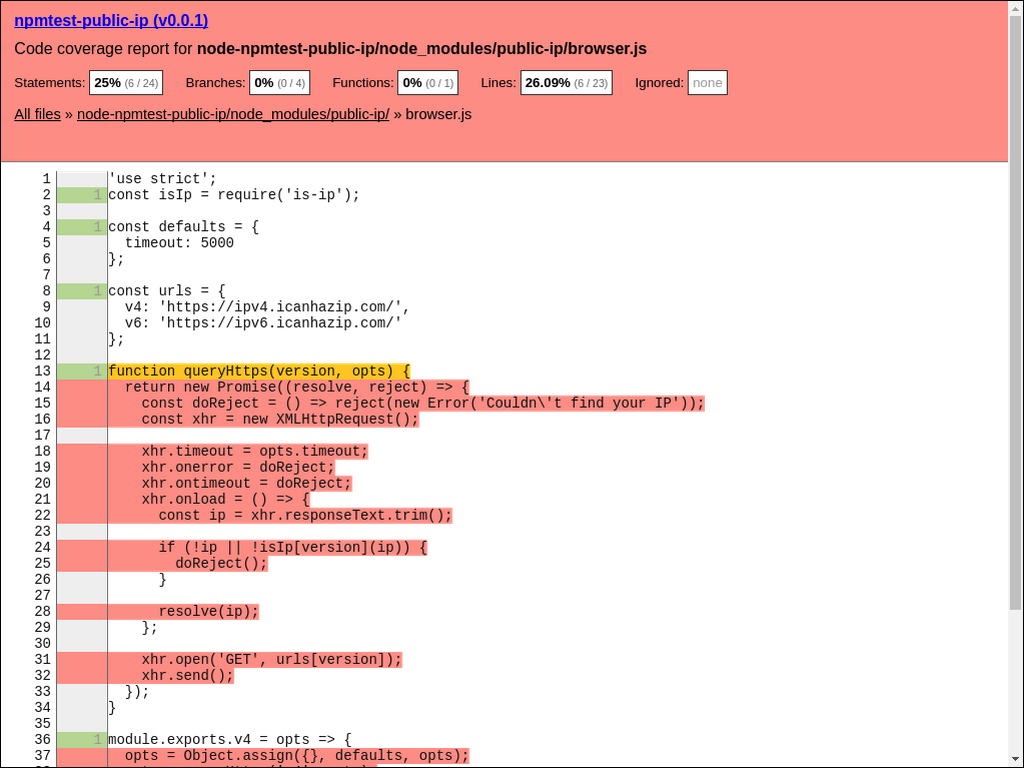 npmtest-public-ip (v0.0.1)
Code coverage report for node-npmtest-public-ip/node_modules/public-ip/browser.js
Statements: 25% (6 / 24) Branches: 0% (0 / 4) Functions: 0% (0 / 1) Lines: 26.09% (6 / 23) Ignored: none
All files » node-npmtest-public-ip/node_modules/public-ip/ » browser.js
1 'use strict';
2 1 const isIp = require('is-ip');
3
4 1 const defaults = {
5 timeout: 5000
6 };
7
8 1 const urls = {
9 v4: 'https://ipv4.icanhazip.com/',
10 v6: 'https://ipv6.icanhazip.com/'
11 };
12
13 1 function queryHttps(version, opts) {
14 return new Promise((resolve, reject) => {
15 const doReject = () => reject(new Error('Couldn\'t find your IP'));
16 const xhr = new XMLHttpRequest();
17
18 xhr.timeout = opts.timeout;
19 xhr.onerror = doReject;
20 xhr.ontimeout = doReject;
21 xhr.onload = () => {
22 const ip = xhr.responseText.trim();
23
24 if (!ip || !isIp[version](ip)) {
25 doReject();
26 }
27
28 resolve(ip);
29 };
30
31 xhr.open('GET', urls[version]);
32 xhr.send();
33 });
34 }
35
36 1 module.exports.v4 = opts => {
37 opts = Object.assign({}, defaults, opts);